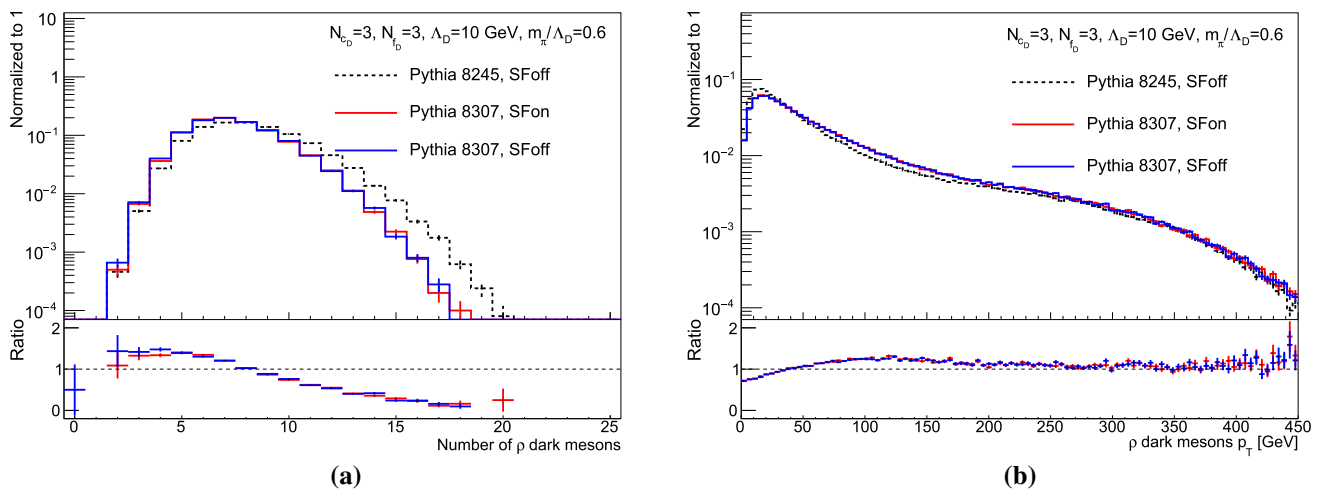 Normalized to 1
10
1
10⁻¹
10⁻²
10⁻³
10⁻⁴
N_{c_D}=3, N_{f_D}=3, Λ_D=10 GeV, m_π/Λ_D=0.6
Pythia 8245, SFoff
Pythia 8307, SFon
Pythia 8307, SFoff
Ratio
2
1
0
0 5 10 15 20 25
Number of ρ dark mesons
(a)
Normalized to 1
10⁻¹
10⁻²
10⁻³
10⁻⁴
N_{c_D}=3, N_{f_D}=3, Λ_D=10 GeV, m_π/Λ_D=0.6
Pythia 8245, SFoff
Pythia 8307, SFon
Pythia 8307, SFoff
Ratio
2
1
0
0 50 100 150 200 250 300 350 400 450
ρ dark mesons p_T [GeV]
(b)